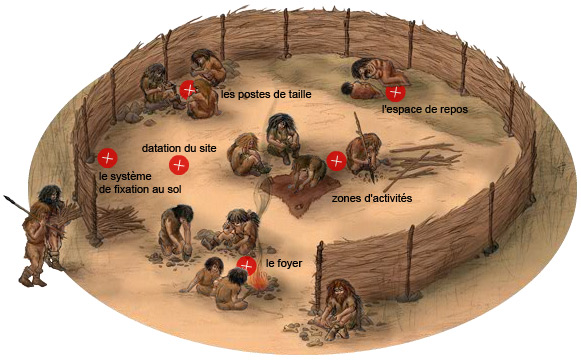 les postes de taille
l'espace de repos
datation du site
le système
de fixation au sol
zones d'activités
le foyer